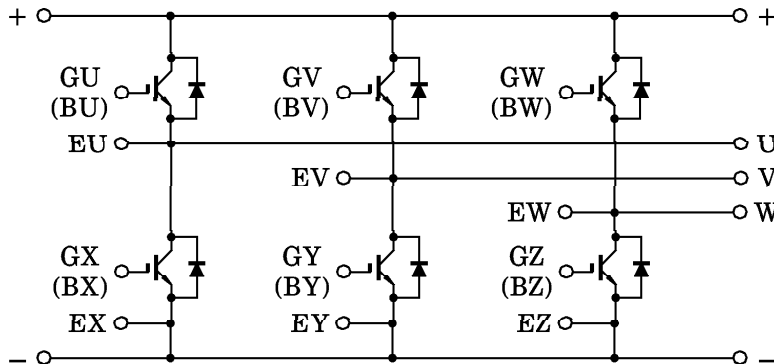 + +
GU GV GW
(BU) (BV) (BW)
EU U
EV V
EW W
GX GY GZ
(BX) (BY) (BZ)
EX EY EZ
− −